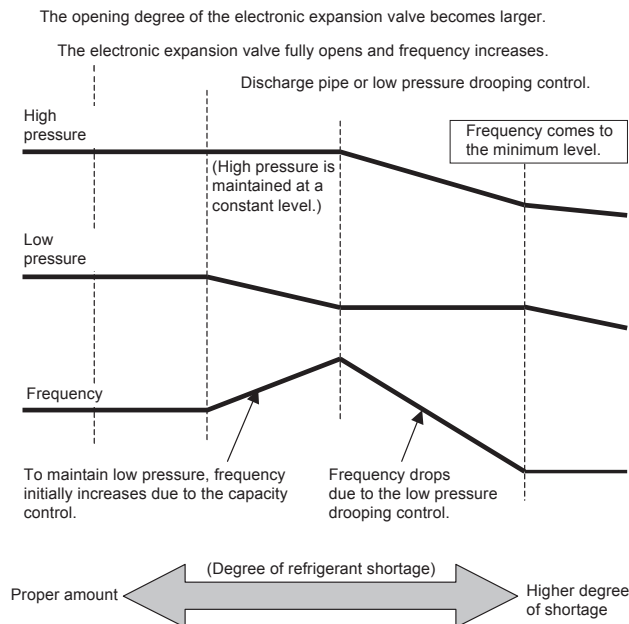 The opening degree of the electronic expansion valve becomes larger.
The electronic expansion valve fully opens and frequency increases.
Discharge pipe or low pressure drooping control.
High
pressure
Frequency comes to
the minimum level.
(High pressure is
maintained at a
constant level.)
Low
pressure
Frequency
To maintain low pressure, frequency
initially increases due to the capacity
control.
Frequency drops
due to the low pressure
drooping control.
(Degree of refrigerant shortage)
Proper amount
Higher degree
of shortage